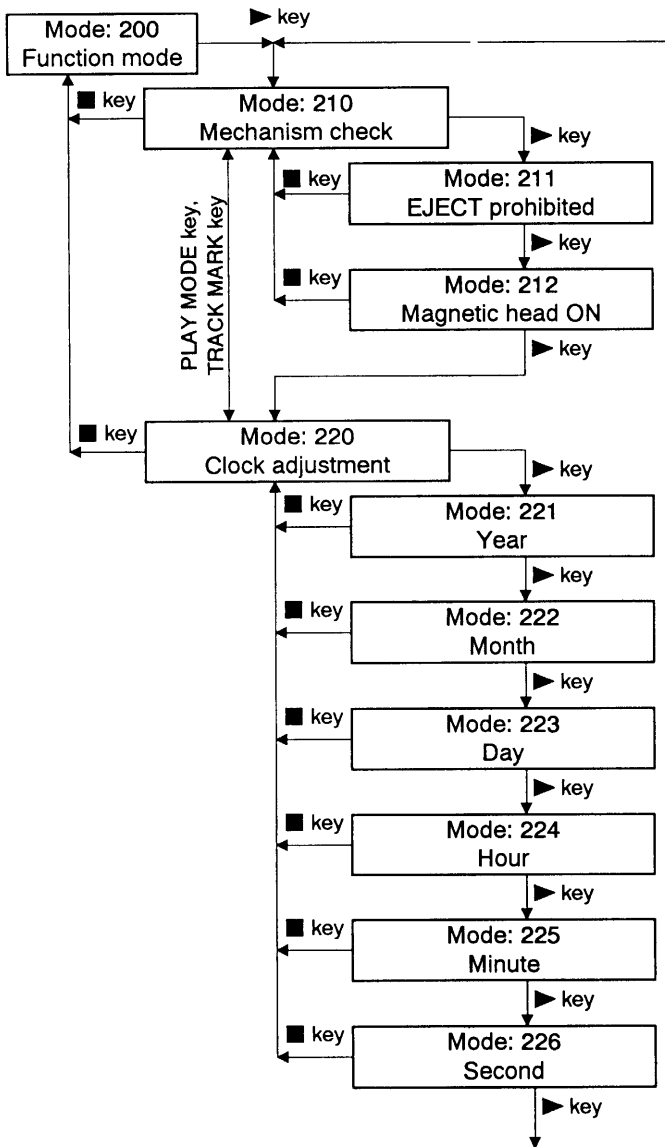 ► key
Mode: 200
Function mode
■ key
Mode: 210
Mechanism check
► key
■ key
Mode: 211
EJECT prohibited
► key
PLAY MODE key,
TRACK MARK key
■ key
Mode: 212
Magnetic head ON
► key
■ key
Mode: 220
Clock adjustment
► key
■ key
Mode: 221
Year
► key
■ key
Mode: 222
Month
► key
■ key
Mode: 223
Day
► key
■ key
Mode: 224
Hour
► key
■ key
Mode: 225
Minute
► key
■ key
Mode: 226
Second
► key